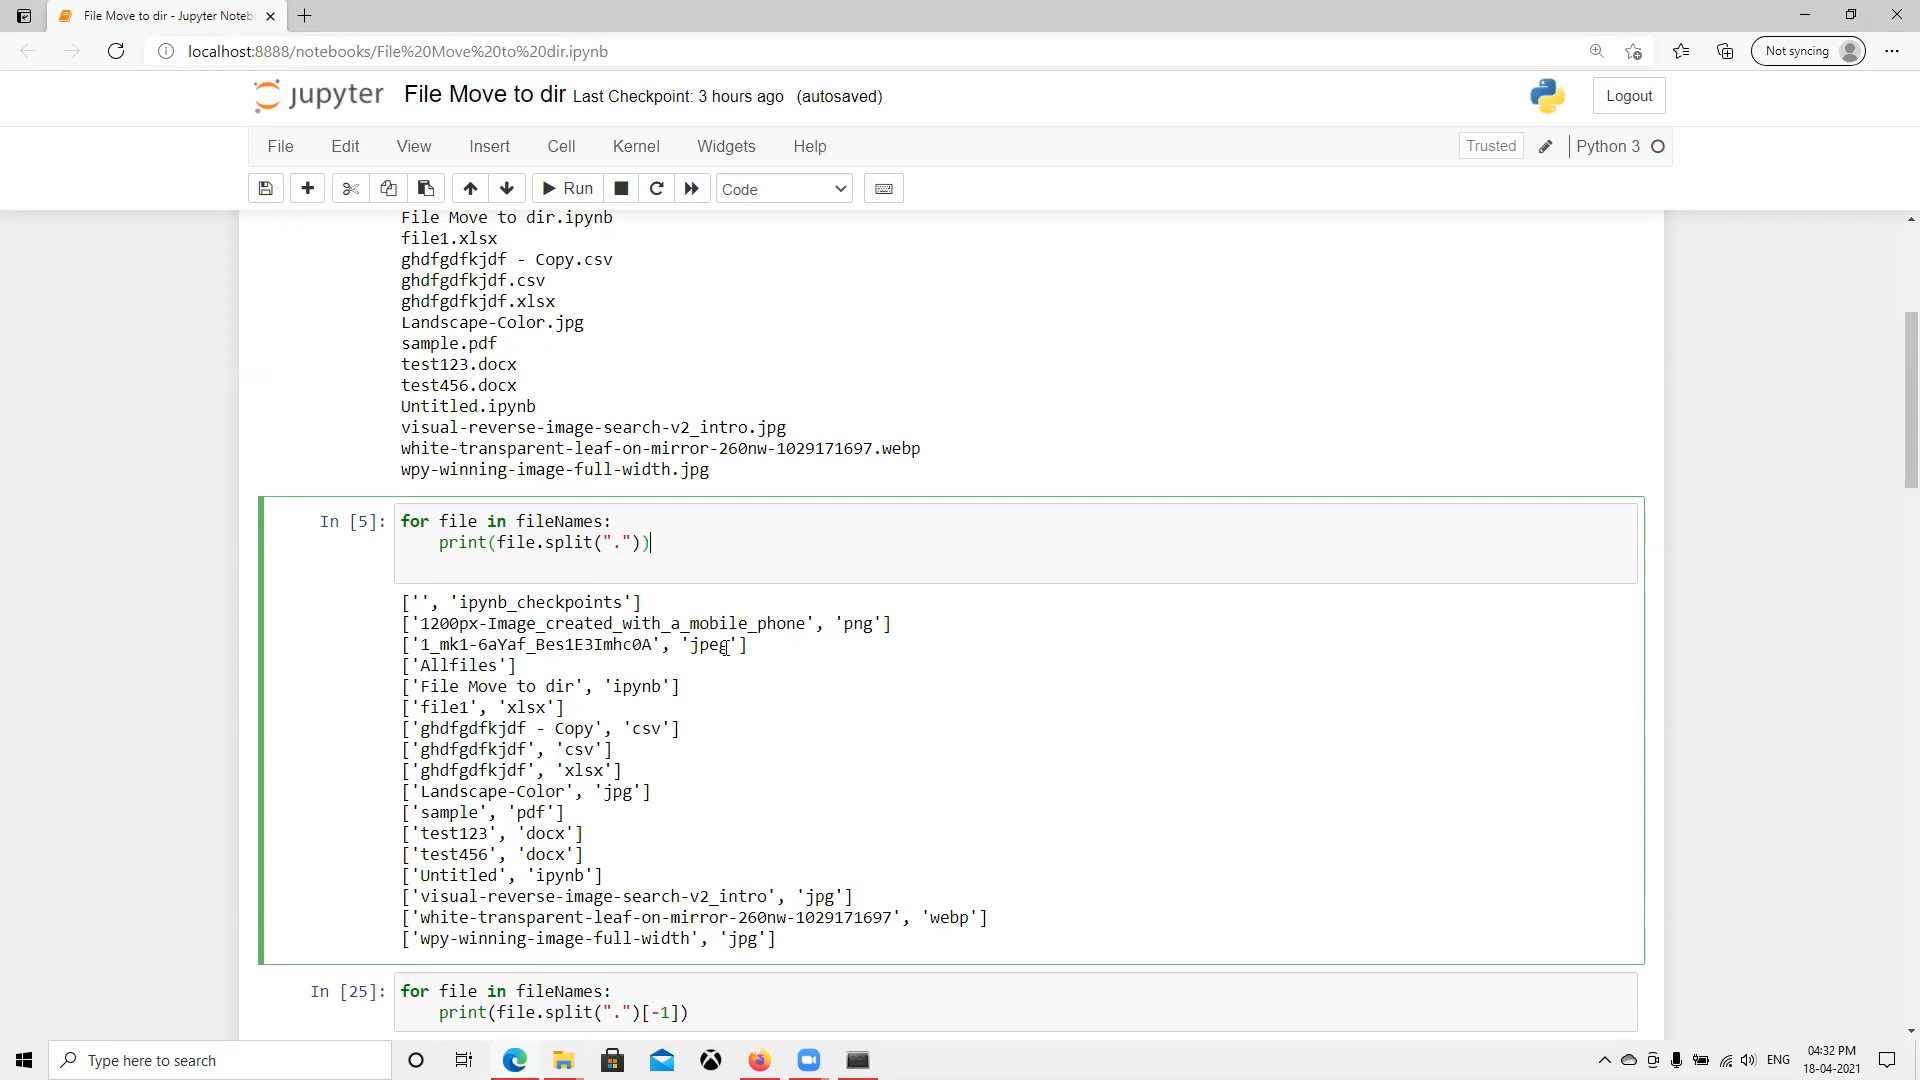 File Move to dir - Jupyter Noteb
localhost:8888/notebooks/File%20Move%20to%20dir.ipynb
Not syncing
jupyter File Move to dir Last Checkpoint: 3 hours ago (autosaved)
Logout
File Edit View Insert Cell Kernel Widgets Help
Trusted
Python 3
Run
Code
File Move to dir.ipynb
file1.xlsx
ghdfgdfkjdf - Copy.csv
ghdfgdfkjdf.csv
ghdfgdfkjdf.xlsx
Landscape-Color.jpg
sample.pdf
test123.docx
test456.docx
Untitled.ipynb
visual-reverse-image-search-v2_intro.jpg
white-transparent-leaf-on-mirror-260nw-1029171697.webp
wpy-winning-image-full-width.jpg
In [5]: for file in fileNames:
print(file.split("."))
['', 'ipynb_checkpoints']
['1200px-Image_created_with_a_mobile_phone', 'png']
['1_mk1-6aYaf_Bes1E3Imhc0A', 'jpeg']
['Allfiles']
['File Move to dir', 'ipynb']
['file1', 'xlsx']
['ghdfgdfkjdf - Copy', 'csv']
['ghdfgdfkjdf', 'csv']
['ghdfgdfkjdf', 'xlsx']
['Landscape-Color', 'jpg']
['sample', 'pdf']
['test123', 'docx']
['test456', 'docx']
['Untitled', 'ipynb']
['visual-reverse-image-search-v2_intro', 'jpg']
['white-transparent-leaf-on-mirror-260nw-1029171697', 'webp']
['wpy-winning-image-full-width', 'jpg']
In [25]: for file in fileNames:
print(file.split(".")[-1])
Type here to search
ENG
04:32 PM
18-04-2021